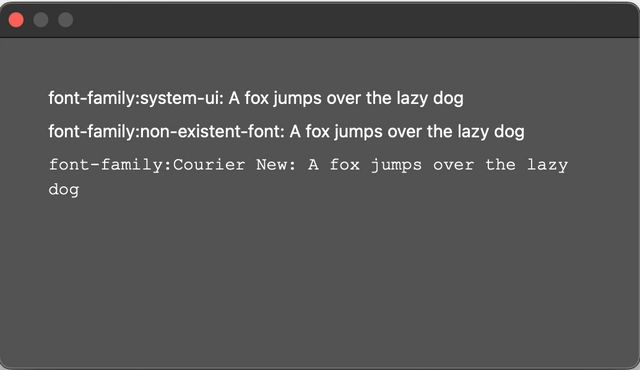 font-family:system-ui: A fox jumps over the lazy dog
font-family:non-existent-font: A fox jumps over the lazy dog
font-family:Courier New: A fox jumps over the lazy
dog